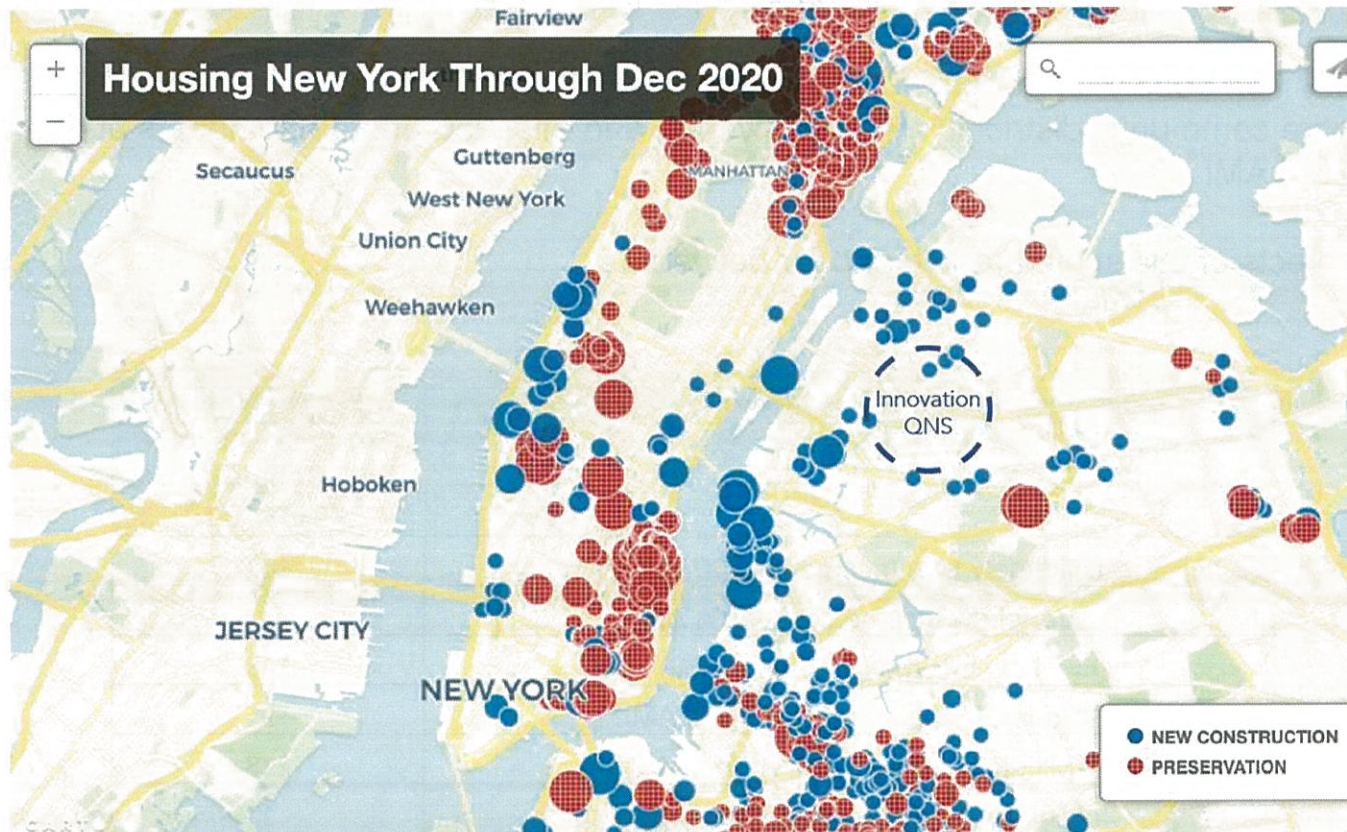 Fairview
+
Housing New York Through Dec 2020
−
Guttenberg
Secaucus
MANHATTAN
West New York
Union City
Weehawken
Innovation
QNS
Hoboken
JERSEY CITY
NEW YORK
NEW CONSTRUCTION
PRESERVATION